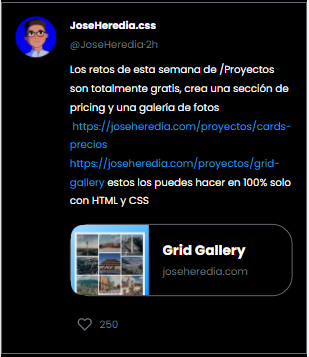 JoseHeredia.css
@JoseHeredia·2h
Los retos de esta semana de /Proyectos
son totalmente gratis, crea una sección de
pricing y una galería de fotos
https://joseheredia.com/proyectos/cards-
precios
https://joseheredia.com/proyectos/grid-
gallery estos los puedes hacer en 100% solo
con HTML y CSS
Grid Gallery
joseheredia.com
250